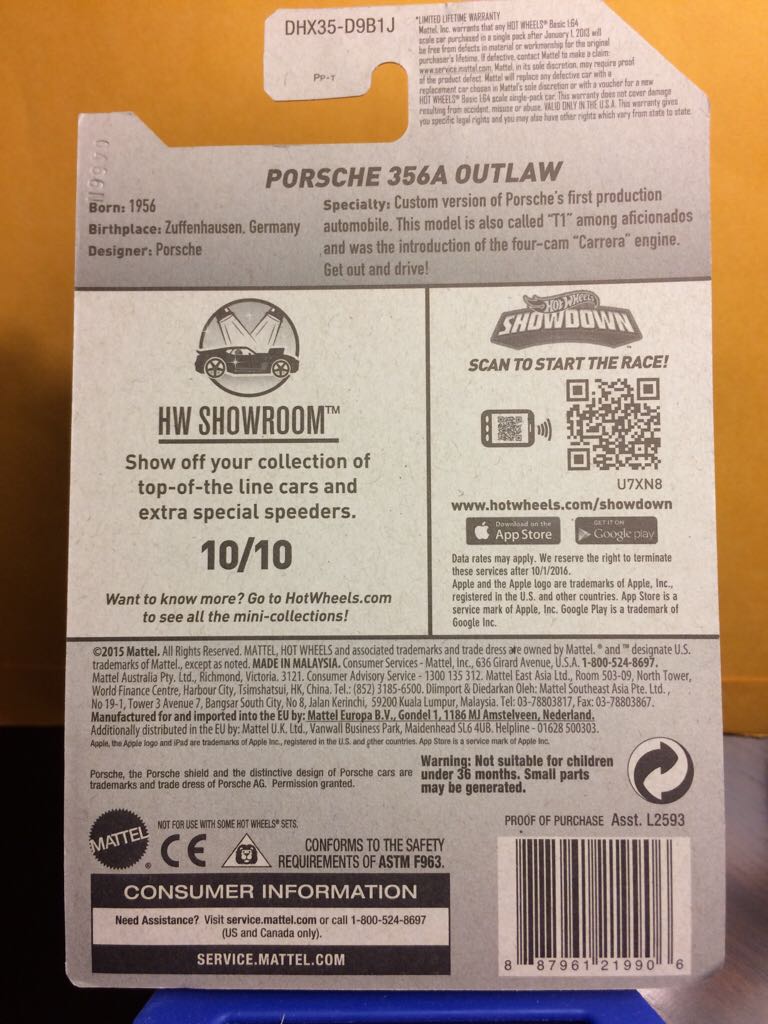 DHX35-D9B1J
PP-T
*LIMITED LIFETIME WARRANTY
Mattel, Inc. warrants that any HOT WHEELS® Basic 1:64
scale car purchased in a single pack after January 1, 2013 will
be free from defects in material or workmanship for the original
purchaser's lifetime. If defective, contact Mattel to make a claim:
www.service.mattel.com. Mattel, in its sole discretion, may require proof
of the product defect. Mattel will replace any defective car with a
replacement car chosen in Mattel's sole discretion or with a voucher for a new
HOT WHEELS® Basic 1:64 scale single-pack car. This warranty does not cover damage
resulting from accident, misuse or abuse. VALID ONLY IN THE U.S.A. This warranty gives
you specific legal rights and you may also have other rights which vary from state to state.
PORSCHE 356A OUTLAW
Born: 1956
Birthplace: Zuffenhausen, Germany
Designer: Porsche
Specialty: Custom version of Porsche's first production
automobile. This model is also called "T1" among aficionados
and was the introduction of the four-cam "Carrera" engine.
Get out and drive!
HW SHOWROOM™
Show off your collection of
top-of-the line cars and
extra special speeders.
10/10
Want to know more? Go to HotWheels.com
to see all the mini-collections!
HOT WHEELS
SHOWDOWN™
SCAN TO START THE RACE!
U7XN8
www.hotwheels.com/showdown
Download on the
App Store
GET IT ON
Google play
Data rates may apply. We reserve the right to terminate
these services after 10/1/2016.
Apple and the Apple logo are trademarks of Apple, Inc.,
registered in the U.S. and other countries. App Store is a
service mark of Apple, Inc. Google Play is a trademark of
Google Inc.
©2015 Mattel. All Rights Reserved. MATTEL, HOT WHEELS and associated trademarks and trade dress are owned by Mattel. ® and ™ designate U.S.
trademarks of Mattel., except as noted. MADE IN MALAYSIA. Consumer Services - Mattel, Inc., 636 Girard Avenue, U.S.A. 1-800-524-8697.
Mattel Australia Pty. Ltd., Richmond, Victoria. 3121. Consumer Advisory Service - 1300 135 312. Mattel East Asia Ltd., Room 503-09, North Tower,
World Finance Centre, Harbour City, Tsimshatsui, HK, China. Tel.: (852) 3185-6500. Diimport & Diedarkan Oleh: Mattel Southeast Asia Pte. Ltd.,
No 19-1, Tower 3 Avenue 7, Bangsar South City, No 8, Jalan Kerinchi, 59200 Kuala Lumpur, Malaysia. Tel: 03-78803817, Fax: 03-78803867.
Manufactured for and imported into the EU by: Mattel Europa B.V., Gondel 1, 1186 MJ Amstelveen, Nederland.
Additionally distributed in the EU by: Mattel U.K. Ltd., Vanwall Business Park, Maidenhead SL6 4UB. Helpline - 01628 500303.
Apple, the Apple logo and iPad are trademarks of Apple Inc., registered in the U.S. and other countries. App Store is a service mark of Apple Inc.
Porsche, the Porsche shield and the distinctive design of Porsche cars are
trademarks and trade dress of Porsche AG. Permission granted.
Warning: Not suitable for children
under 36 months. Small parts
may be generated.
MATTEL ®
NOT FOR USE WITH SOME HOT WHEELS® SETS.
CE
CONFORMS TO THE SAFETY
REQUIREMENTS OF ASTM F963.
PROOF OF PURCHASE Asst. L2593
CONSUMER INFORMATION
Need Assistance? Visit service.mattel.com or call 1-800-524-8697
(US and Canada only).
SERVICE.MATTEL.COM
8 87961 21990 6